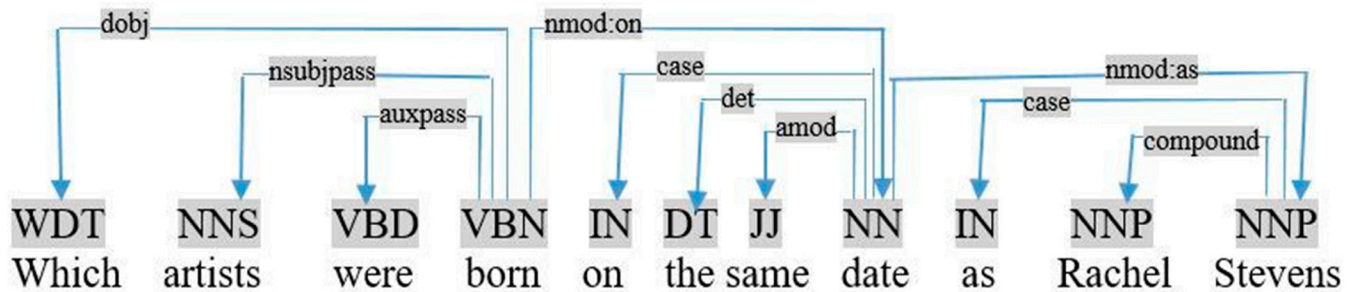 dobj nmod:on
nsubjpass case nmod:as
auxpass det case
amod compound
WDT NNS VBD VBN IN DT JJ NN IN NNP NNP
Which artists were born on the same date as Rachel Stevens